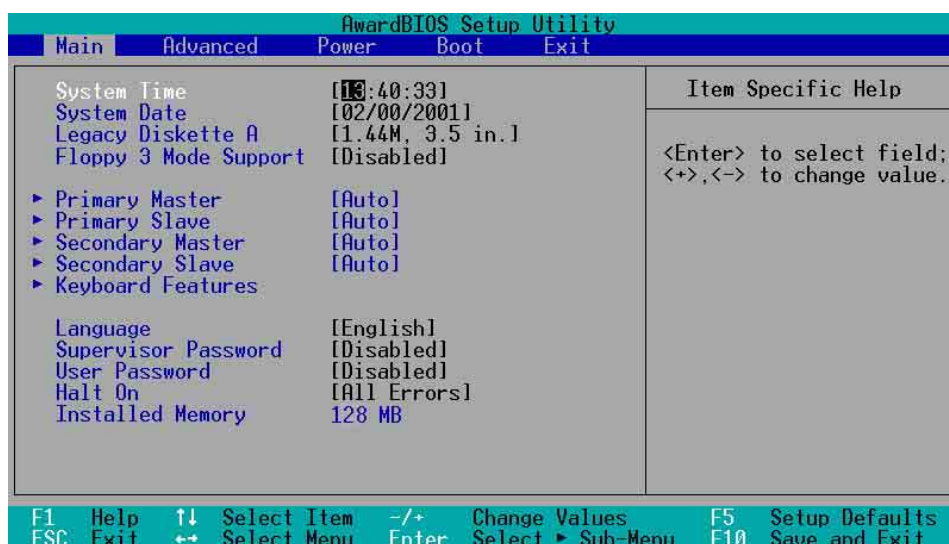 AwardBIOS Setup Utility
Main Advanced Power Boot Exit
System Time [13:40:33]
System Date [02/00/2001]
Legacy Diskette A [1.44M, 3.5 in.]
Floppy 3 Mode Support [Disabled]
Primary Master [Auto]
Primary Slave [Auto]
Secondary Master [Auto]
Secondary Slave [Auto]
Keyboard Features
Language [English]
Supervisor Password [Disabled]
User Password [Disabled]
Halt On [All Errors]
Installed Memory 128 MB
Item Specific Help
<Enter> to select field;
<+>,<-> to change value.
F1 Help ↑↓ Select Item -/+ Change Values F5 Setup Defaults
ESC Exit ←→ Select Menu Enter Select ► Sub-Menu F10 Save and Exit